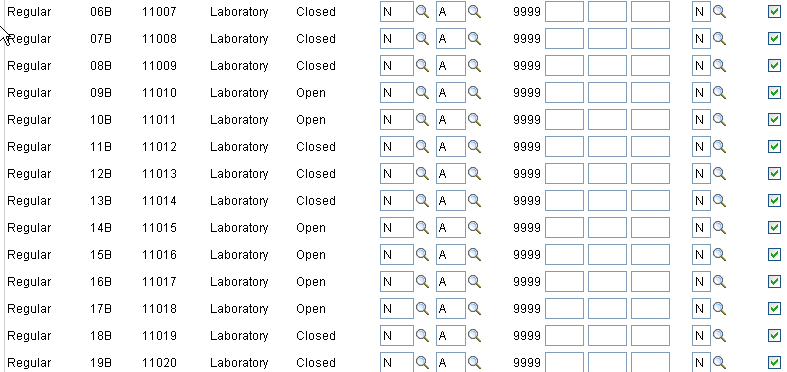 Regular 06B 11007 Laboratory Closed N A 9999 N
Regular 07B 11008 Laboratory Closed N A 9999 N
Regular 08B 11009 Laboratory Closed N A 9999 N
Regular 09B 11010 Laboratory Open N A 9999 N
Regular 10B 11011 Laboratory Open N A 9999 N
Regular 11B 11012 Laboratory Closed N A 9999 N
Regular 12B 11013 Laboratory Closed N A 9999 N
Regular 13B 11014 Laboratory Closed N A 9999 N
Regular 14B 11015 Laboratory Open N A 9999 N
Regular 15B 11016 Laboratory Open N A 9999 N
Regular 16B 11017 Laboratory Open N A 9999 N
Regular 17B 11018 Laboratory Open N A 9999 N
Regular 18B 11019 Laboratory Closed N A 9999 N
Regular 19B 11020 Laboratory Closed N A 9999 N